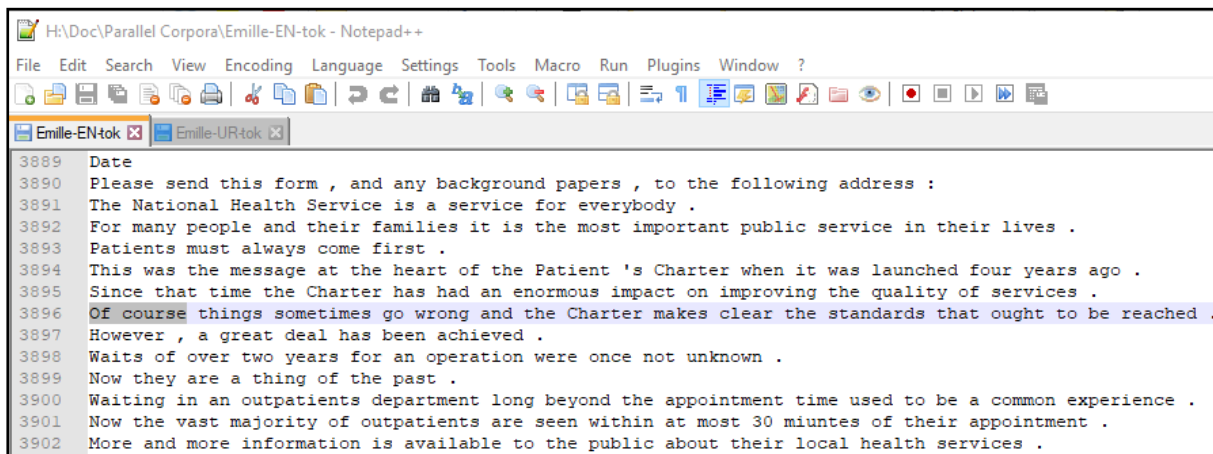 H:\Doc\Parallel Corpora\Emille-EN-tok - Notepad++
File Edit Search View Encoding Language Settings Tools Macro Run Plugins Window ?
Emille-EN-tok Emille-UR-tok
3889 Date
3890 Please send this form , and any background papers , to the following address :
3891 The National Health Service is a service for everybody .
3892 For many people and their families it is the most important public service in their lives .
3893 Patients must always come first .
3894 This was the message at the heart of the Patient 's Charter when it was launched four years ago .
3895 Since that time the Charter has had an enormous impact on improving the quality of services .
3896 Of course things sometimes go wrong and the Charter makes clear the standards that ought to be reached .
3897 However , a great deal has been achieved .
3898 Waits of over two years for an operation were once not unknown .
3899 Now they are a thing of the past .
3900 Waiting in an outpatients department long beyond the appointment time used to be a common experience .
3901 Now the vast majority of outpatients are seen within at most 30 miuntes of their appointment .
3902 More and more information is available to the public about their local health services .